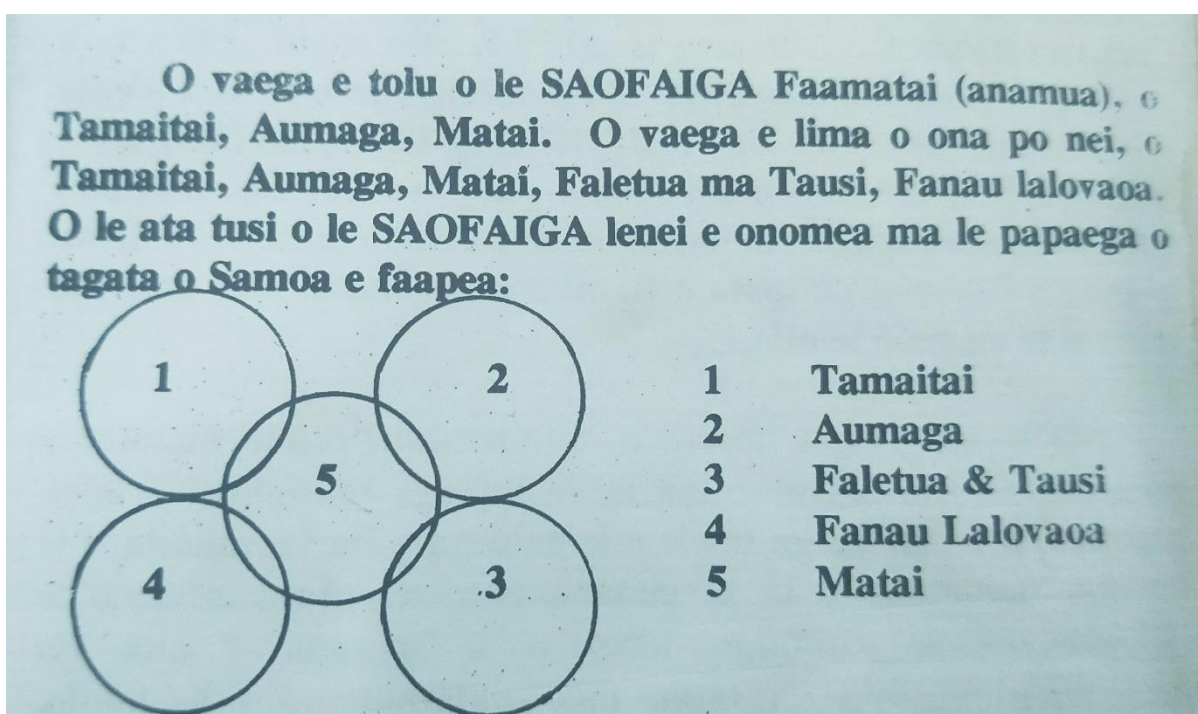 O vaega e tolu o le SAOFAIGA Faamatai (anamua), o
Tamaitai, Aumaga, Matai. O vaega e lima o ona po nei, o
Tamaitai, Aumaga, Matai, Faletua ma Tausi, Fanau lalovaoa.
O le ata tusi o le SAOFAIGA lenei e onomea ma le papaega o
tagata o Samoa e faapea:
1 2
5
4 3
1 Tamaitai
2 Aumaga
3 Faletua & Tausi
4 Fanau Lalovaoa
5 Matai